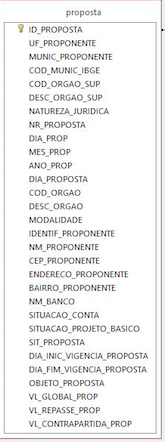 proposta
ID_PROPOSTA
UF_PROPONENTE
MUNIC_PROPONENTE
COD_MUNIC_IBGE
COD_ORGAO_SUP
DESC_ORGAO_SUP
NATUREZA_JURIDICA
NR_PROPOSTA
DIA_PROP
MES_PROP
ANO_PROP
DIA_PROPOSTA
COD_ORGAO
DESC_ORGAO
MODALIDADE
IDENTIF_PROPONENTE
NM_PROPONENTE
CEP_PROPONENTE
ENDERECO_PROPONENTE
BAIRRO_PROPONENTE
NM_BANCO
SITUACAO_CONTA
SITUACAO_PROJETO_BASICO
SIT_PROPOSTA
DIA_INIC_VIGENCIA_PROPOSTA
DIA_FIM_VIGENCIA_PROPOSTA
OBJETO_PROPOSTA
VL_GLOBAL_PROP
VL_REPASSE_PROP
VL_CONTRAPARTIDA_PROP